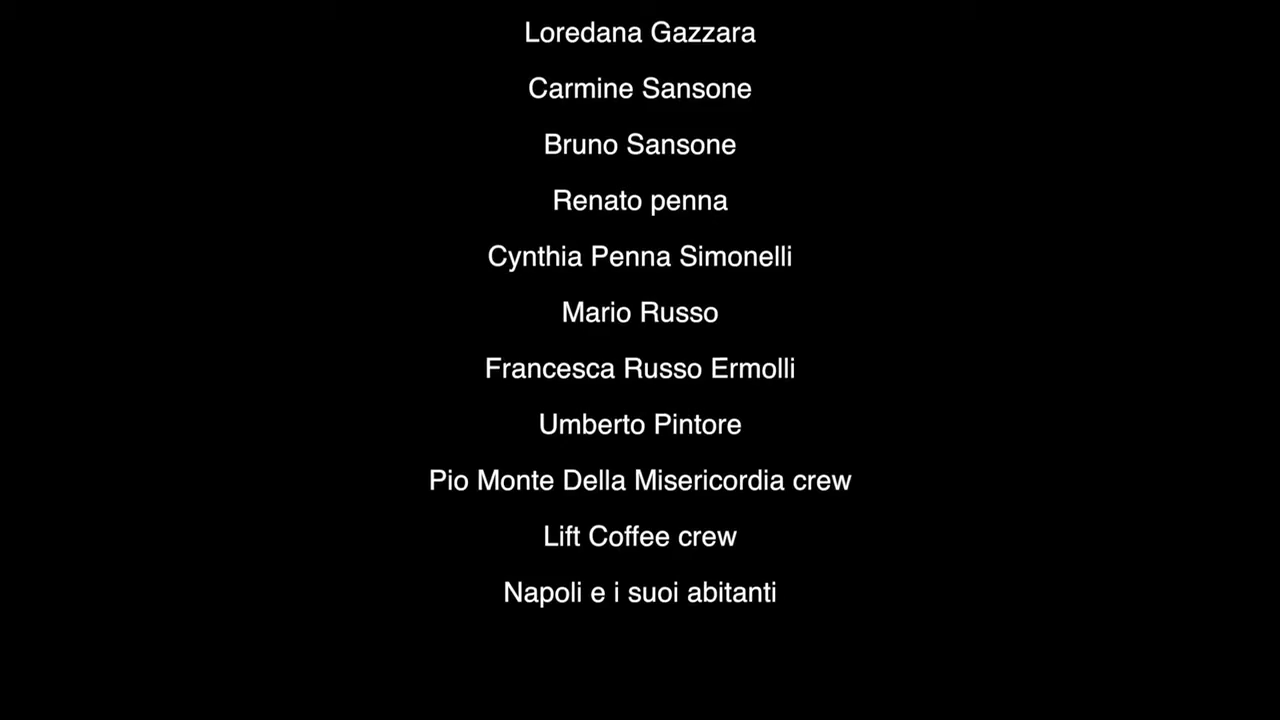 Loredana Gazzara
Carmine Sansone
Bruno Sansone
Renato penna
Cynthia Penna Simonelli
Mario Russo
Francesca Russo Ermolli
Umberto Pintore
Pio Monte Della Misericordia crew
Lift Coffee crew
Napoli e i suoi abitanti